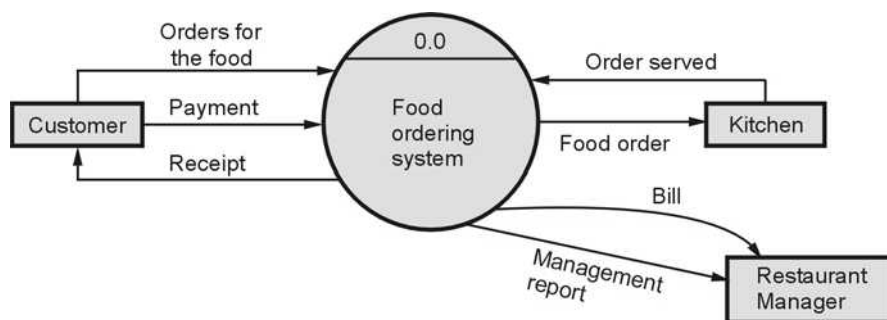 Orders for
the food
0.0
Order served
Customer
Payment
Food
ordering
system
Food order
Kitchen
Receipt
Bill
Management
report
Restaurant
Manager